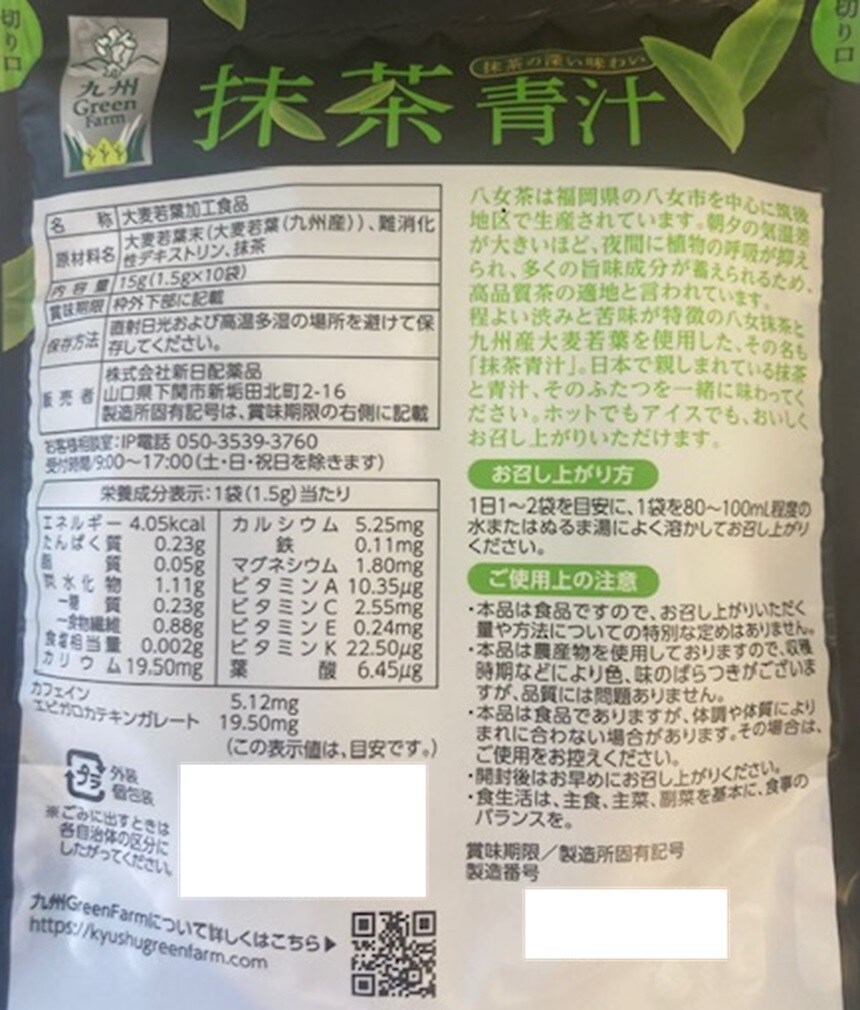 切り口
切り口
九州
Green
Farm
抹茶の深い味わい
抹茶青汁
名称 大麦若葉加工食品
原材料名 大麦若葉末(大麦若葉(九州産))、難消化
性デキストリン、抹茶
内容量 15g(1.5g×10袋)
賞味期限 枠外下部に記載
保存方法 直射日光および高温多湿の場所を避けて保
存してください。
販売者 株式会社新日配薬品
山口県下関市新垢田北町2-16
製造所固有記号は、賞味期限の右側に記載
お客様相談室:IP電話 050-3539-3760
受付時間/9:00～17:00(土・日・祝日を除きます)
栄養成分表示:1袋(1.5g)当たり
エネルギー 4.05kcal
たんぱく質 0.23g
脂質 0.05g
炭水化物 1.11g
ー糖質 0.23g
ー食物繊維 0.88g
食塩相当量 0.002g
カリウム 19.50mg
カルシウム 5.25mg
鉄 0.11mg
マグネシウム 1.80mg
ビタミンA 10.35μg
ビタミンC 2.55mg
ビタミンE 0.24mg
ビタミンK 22.50μg
葉酸 6.45μg
カフェイン 5.12mg
エピガロカテキンガレート 19.50mg
(この表示値は、目安です。)
プラ
外装
個包装
※ごみに出すときは
各自治体の区分に
したがってください。
九州GreenFarmについて詳しくはこちら▶
https://kyushugreenfarm.com
八女茶は福岡県の八女市を中心に筑後
地区で生産されています。朝夕の気温差
が大きいほど、夜間に植物の呼吸が抑え
られ、多くの旨味成分が蓄えられるため、
高品質茶の適地と言われています。
程よい渋みと苦味が特徴の八女抹茶と
九州産大麦若葉を使用した、その名も
「抹茶青汁」。日本で親しまれている抹茶
と青汁、そのふたつを一緒に味わってく
ださい。ホットでもアイスでも、おいしく
お召し上がりいただけます。
お召し上がり方
1日1～2袋を目安に、1袋を80～100mL程度の
水またはぬるま湯によく溶かしてお召し上がり
ください。
ご使用上の注意
・本品は食品ですので、お召し上がりいただく
量や方法についての特別な定めはありません。
・本品は農産物を使用しておりますので、収穫
時期などにより色、味のばらつきがございま
すが、品質には問題ありません。
・本品は食品でありますが、体調や体質により
まれに合わない場合があります。その場合は、
ご使用をお控えください。
・開封後はお早めにお召し上がりください。
・食生活は、主食、主菜、副菜を基本に、食事の
バランスを。
賞味期限／製造所固有記号
製造番号